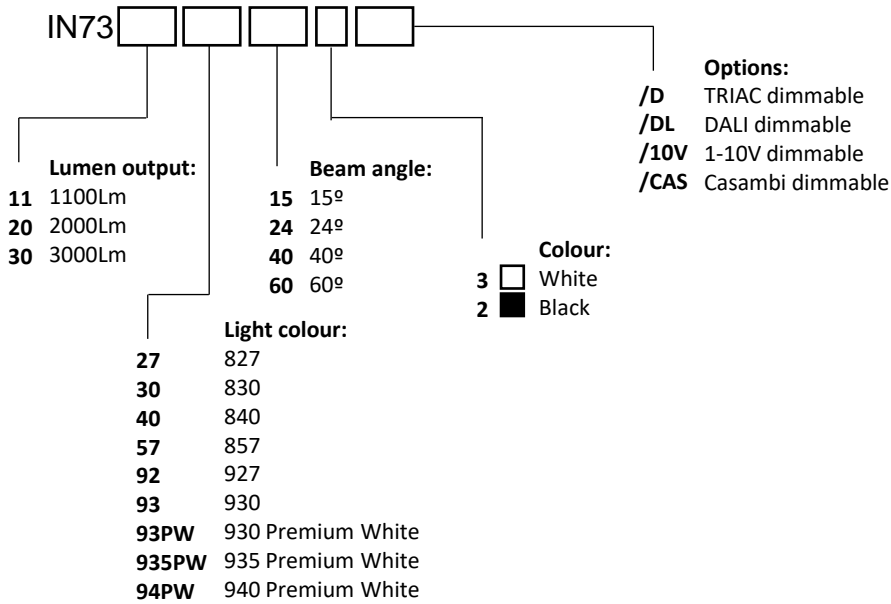 IN73
Options:
/D TRIAC dimmable
/DL DALI dimmable
/10V 1-10V dimmable
/CAS Casambi dimmable
Lumen output:
11 1100Lm
20 2000Lm
30 3000Lm
Beam angle:
15 15º
24 24º
40 40º
60 60º
Colour:
3 White
2 Black
Light colour:
27 827
30 830
40 840
57 857
92 927
93 930
93PW 930 Premium White
935PW 935 Premium White
94PW 940 Premium White